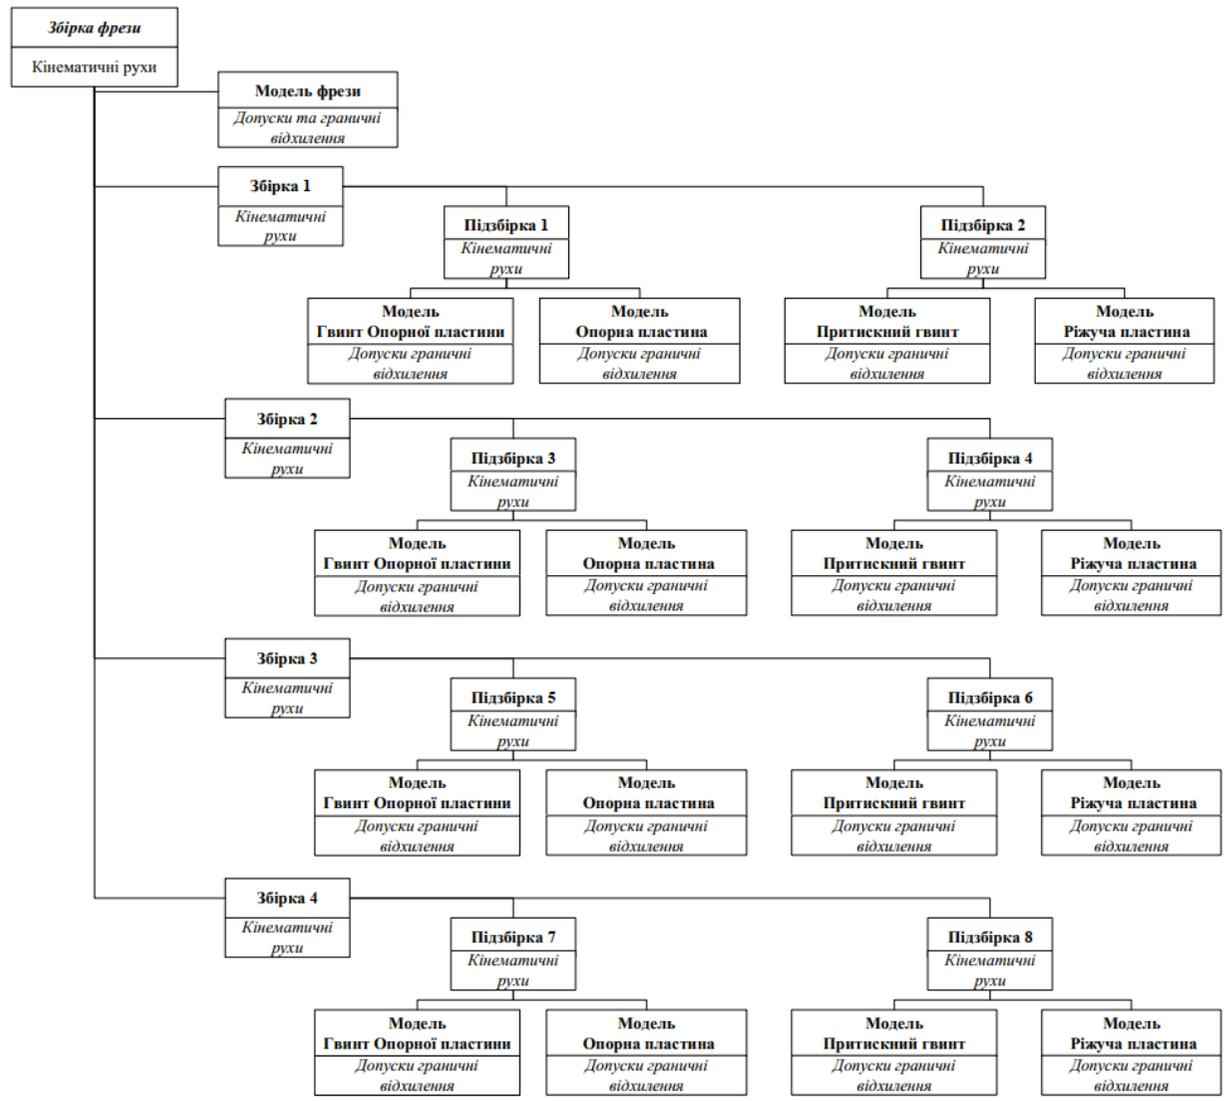 Збірка фрези
Кінематичні рухи
Модель фрези
Допуски та граничні
відхилення
Збірка 1
Кінематичні
рухи
Підзбірка 1
Кінематичні
рухи
Підзбірка 2
Кінематичні
рухи
Модель
Гвинт Опорної пластини
Допуски граничні
відхилення
Модель
Опорна пластина
Допуски граничні
відхилення
Модель
Притискний гвинт
Допуски граничні
відхилення
Модель
Ріжуча пластина
Допуски граничні
відхилення
Збірка 2
Кінематичні
рухи
Підзбірка 3
Кінематичні
рухи
Підзбірка 4
Кінематичні
рухи
Модель
Гвинт Опорної пластини
Допуски граничні
відхилення
Модель
Опорна пластина
Допуски граничні
відхилення
Модель
Притискний гвинт
Допуски граничні
відхилення
Модель
Ріжуча пластина
Допуски граничні
відхилення
Збірка 3
Кінематичні
рухи
Підзбірка 5
Кінематичні
рухи
Підзбірка 6
Кінематичні
рухи
Модель
Гвинт Опорної пластини
Допуски граничні
відхилення
Модель
Опорна пластина
Допуски граничні
відхилення
Модель
Притискний гвинт
Допуски граничні
відхилення
Модель
Ріжуча пластина
Допуски граничні
відхилення
Збірка 4
Кінематичні
рухи
Підзбірка 7
Кінематичні
рухи
Підзбірка 8
Кінематичні
рухи
Модель
Гвинт Опорної пластини
Допуски граничні
відхилення
Модель
Опорна пластина
Допуски граничні
відхилення
Модель
Притискний гвинт
Допуски граничні
відхилення
Модель
Ріжуча пластина
Допуски граничні
відхилення